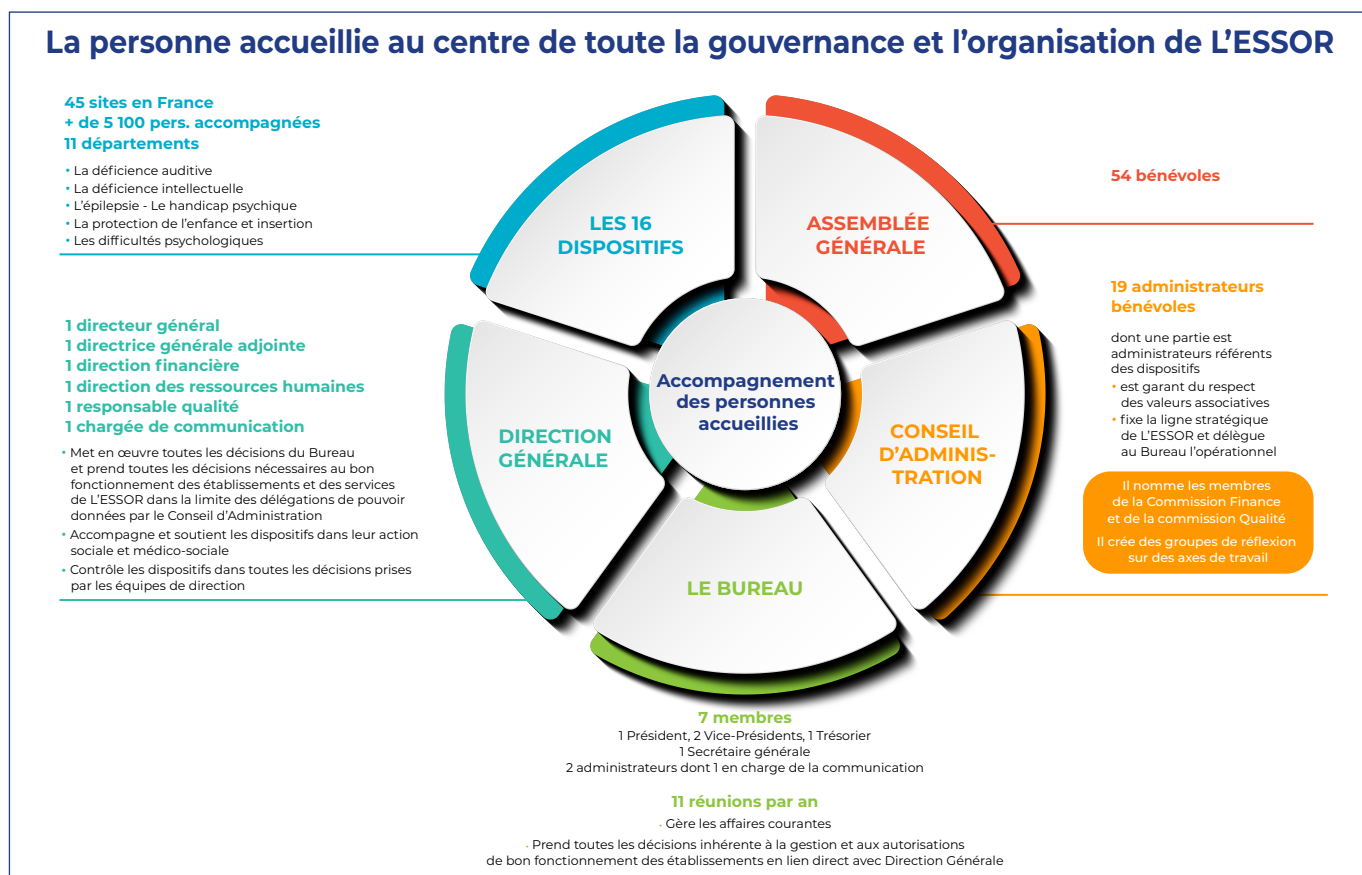 La personne accueillie au centre de toute la gouvernance et l'organisation de L'ESSOR
45 sites en France
+ de 5 100 pers. accompagnées
11 départements
• La déficience auditive
• La déficience intellectuelle
• L'épilepsie - Le handicap psychique
• La protection de l'enfance et insertion
• Les difficultés psychologiques
LES 16
DISPOSITIFS
ASSEMBLÉE
GÉNÉRALE
54 bénévoles
19 administrateurs
bénévoles
dont une partie est
administrateurs référents
des dispositifs
• est garant du respect
des valeurs associatives
• fixe la ligne stratégique
de L'ESSOR et délègue
au Bureau l'opérationnel
Il nomme les membres
de la Commission Finance
et de la commission Qualité
Il crée des groupes de réflexion
sur des axes de travail
1 directeur général
1 directrice générale adjointe
1 direction financière
1 direction des ressources humaines
1 responsable qualité
1 chargée de communication
• Met en œuvre toutes les décisions du Bureau
et prend toutes les décisions nécessaires au bon
fonctionnement des établissements et des services
de L'ESSOR dans la limite des délégations de pouvoir
données par le Conseil d'Administration
• Accompagne et soutient les dispositifs dans leur action
sociale et médico-sociale
• Contrôle les dispositifs dans toutes les décisions prises
par les équipes de direction
Accompagnement
des personnes
accueillies
DIRECTION
GÉNÉRALE
CONSEIL
D'ADMINIS-
TRATION
LE BUREAU
7 membres
1 Président, 2 Vice-Présidents, 1 Trésorier
1 Secrétaire générale
2 administrateurs dont 1 en charge de la communication
11 réunions par an
• Gère les affaires courantes
• Prend toutes les décisions inhérente à la gestion et aux autorisations
de bon fonctionnement des établissements en lien direct avec Direction Générale